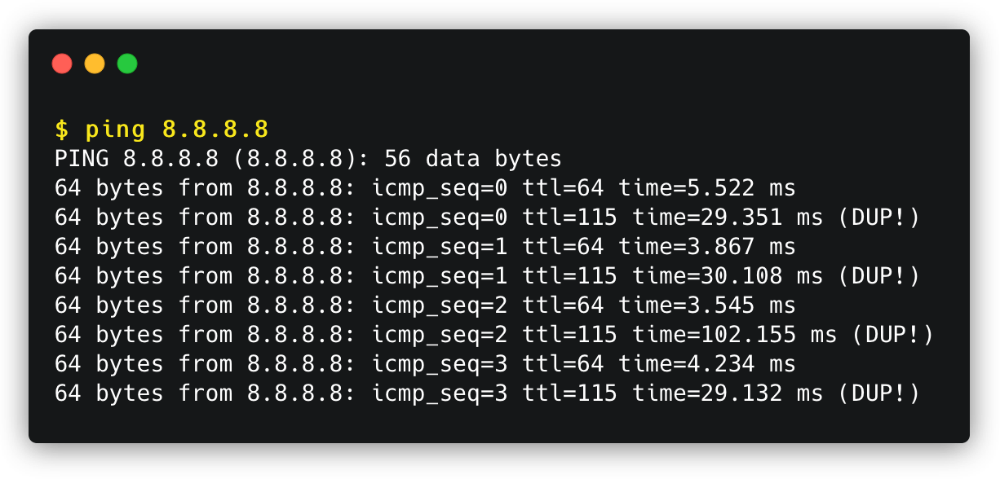 $ ping 8.8.8.8
PING 8.8.8.8 (8.8.8.8): 56 data bytes
64 bytes from 8.8.8.8: icmp_seq=0 ttl=64 time=5.522 ms
64 bytes from 8.8.8.8: icmp_seq=0 ttl=115 time=29.351 ms (DUP!)
64 bytes from 8.8.8.8: icmp_seq=1 ttl=64 time=3.867 ms
64 bytes from 8.8.8.8: icmp_seq=1 ttl=115 time=30.108 ms (DUP!)
64 bytes from 8.8.8.8: icmp_seq=2 ttl=64 time=3.545 ms
64 bytes from 8.8.8.8: icmp_seq=2 ttl=115 time=102.155 ms (DUP!)
64 bytes from 8.8.8.8: icmp_seq=3 ttl=64 time=4.234 ms
64 bytes from 8.8.8.8: icmp_seq=3 ttl=115 time=29.132 ms (DUP!)